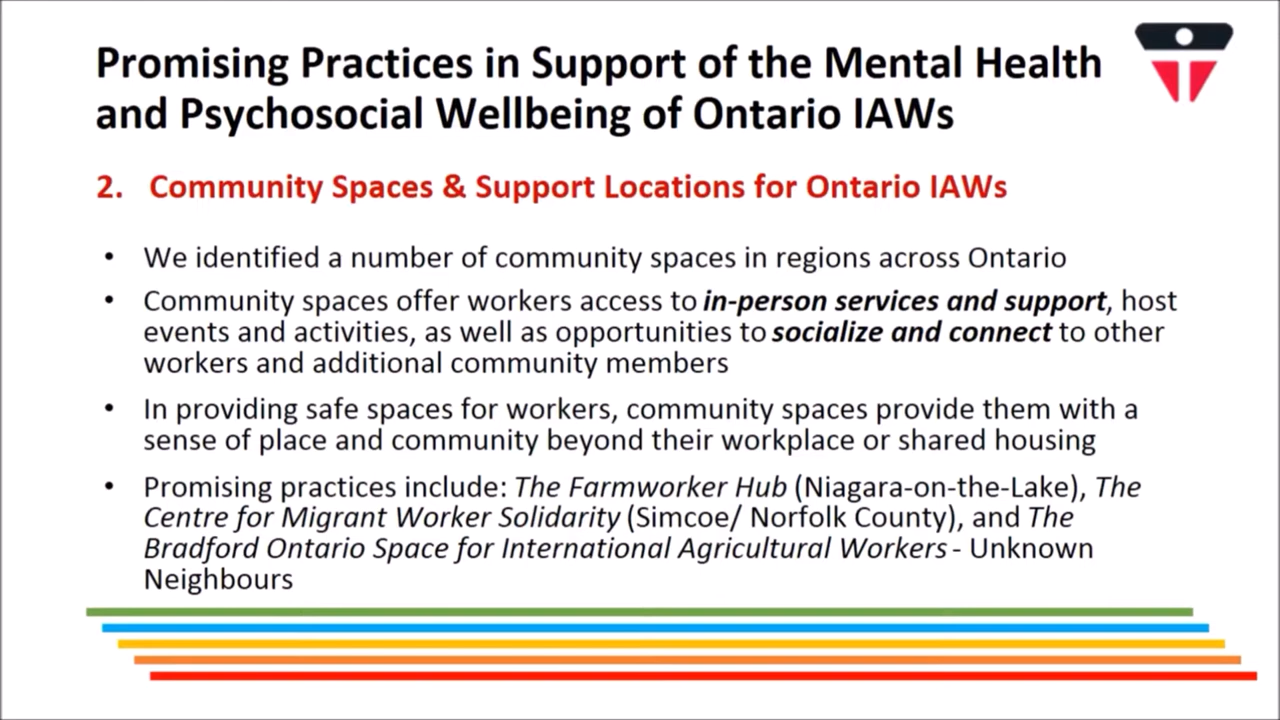 Promising Practices in Support of the Mental Health
and Psychosocial Wellbeing of Ontario IAWs
2. Community Spaces & Support Locations for Ontario IAWs
• We identified a number of community spaces in regions across Ontario
• Community spaces offer workers access to in-person services and support, host
events and activities, as well as opportunities to socialize and connect to other
workers and additional community members
• In providing safe spaces for workers, community spaces provide them with a
sense of place and community beyond their workplace or shared housing
• Promising practices include: The Farmworker Hub (Niagara-on-the-Lake), The
Centre for Migrant Worker Solidarity (Simcoe/ Norfolk County), and The
Bradford Ontario Space for International Agricultural Workers - Unknown
Neighbours